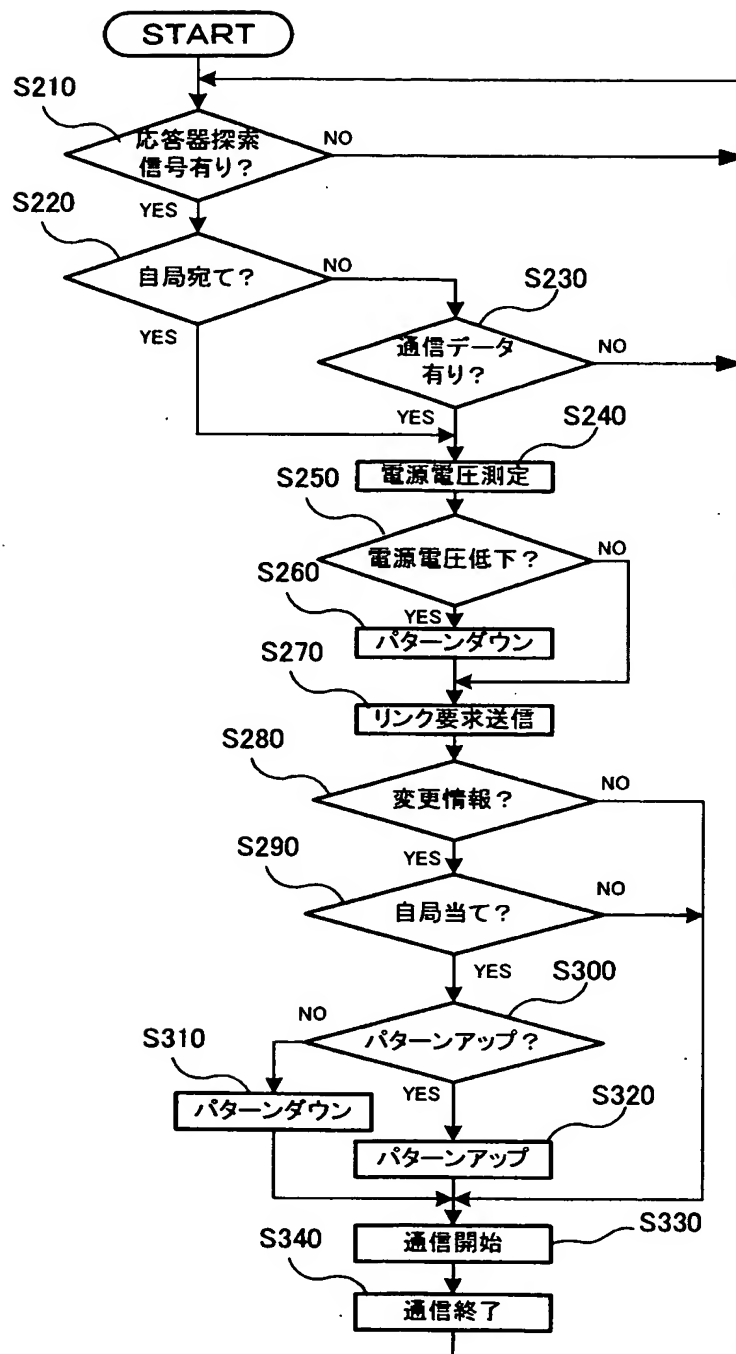 START
S210
応答器探索
信号有り?
NO
YES
S220
自局宛て?
NO
YES
S230
通信データ
有り?
NO
YES
S240
電源電圧測定
S250
電源電圧低下?
NO
YES
S260
パターンダウン
S270
リンク要求送信
S280
変更情報?
NO
YES
S290
自局当て?
NO
YES
S300
パターンアップ?
NO
YES
S310
パターンダウン
S320
パターンアップ
S330
通信開始
S340
通信終了